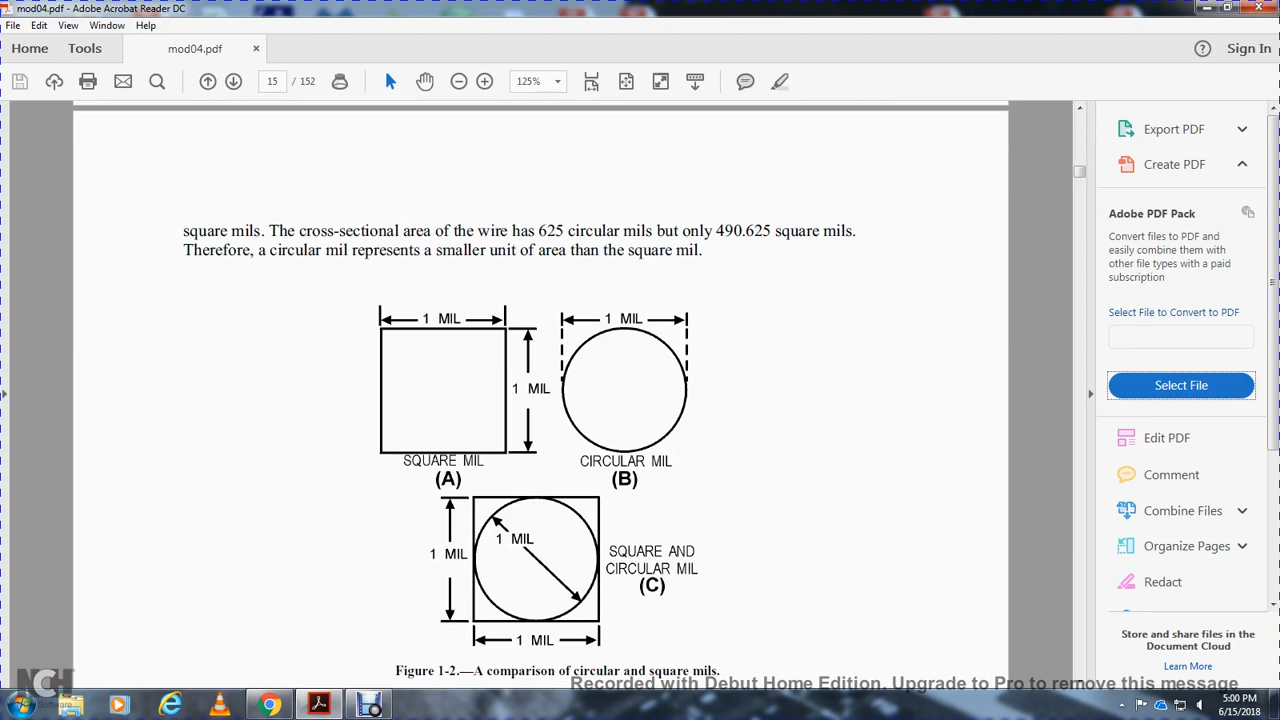 mod04.pdf - Adobe Acrobat Reader DC
File Edit View Window Help
Home Tools mod04.pdf × Sign In
15 / 152 125%
square mils. The cross-sectional area of the wire has 625 circular mils but only 490.625 square mils.
Therefore, a circular mil represents a smaller unit of area than the square mil.
1 MIL 1 MIL
1 MIL
SQUARE MIL CIRCULAR MIL
(A) (B)
1 MIL
1 MIL
SQUARE AND
CIRCULAR MIL
(C)
1 MIL
Figure 1-2.—A comparison of circular and square mils.
Export PDF
Create PDF
Adobe PDF Pack
Convert files to PDF and
easily combine them with
other file types with a paid
subscription
Select File to Convert to PDF
Select File
Edit PDF
Comment
Combine Files
Organize Pages
Redact
Store and share files in the
Document Cloud
Learn More
NCH
Software
Recorded with Debut Home Edition. Upgrade to Pro to remove this message
5:00 PM
6/15/2018